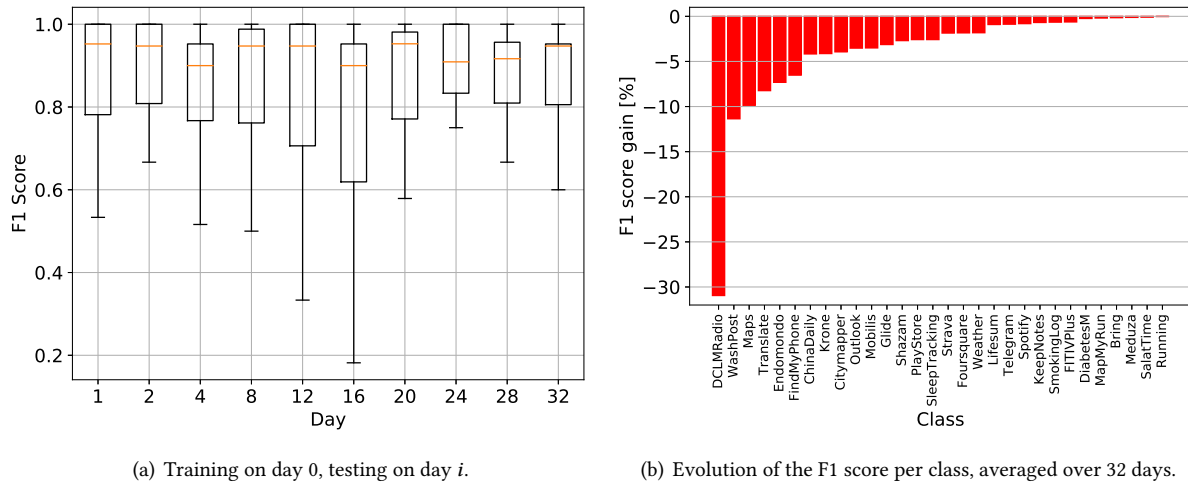 1.0
0.8
0.6
0.4
0.2
F1 Score
1 2 4 8 12 16 20 24 28 32
Day
(a) Training on day 0, testing on day i.
0
−5
−10
−15
−20
−25
−30
F1 score gain [%]
DCLMRadio
WashPost
Maps
Translate
Endomondo
FindMyPhone
ChinaDaily
Krone
Citymapper
Outlook
Mobilis
Glide
Shazam
PlayStore
SleepTracking
Strava
Foursquare
Weather
Lifesum
Telegram
Spotify
KeepNotes
SmokingLog
FITIVPlus
DiabetesM
MapMyRun
Bring
Meduza
SalatTime
Running
Class
(b) Evolution of the F1 score per class, averaged over 32 days.